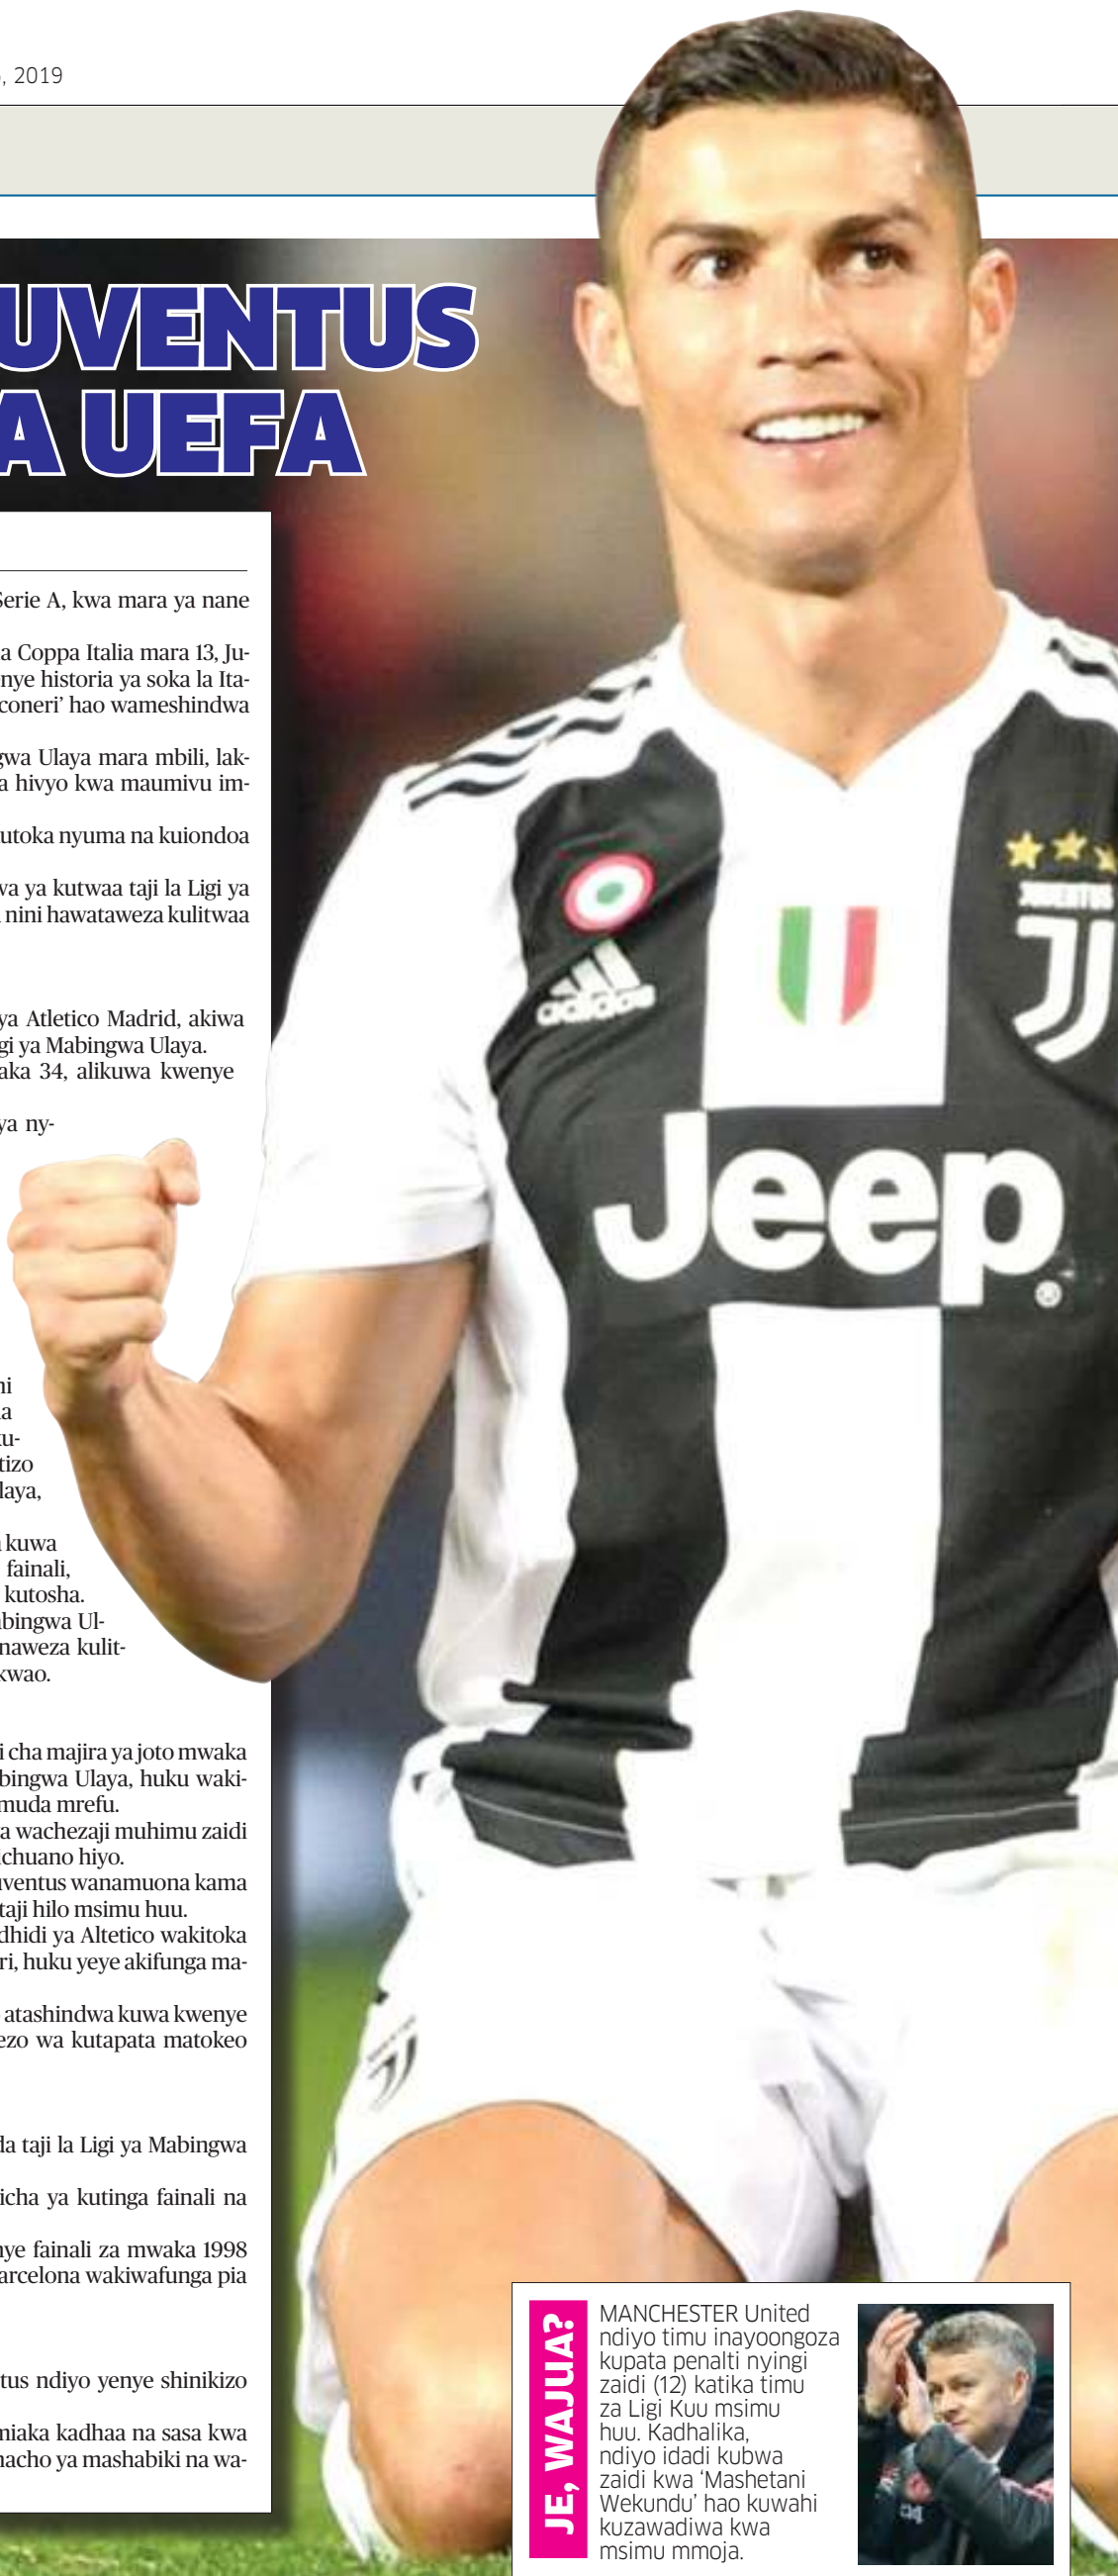 , 2019
UVENTUS
A UEFA
Serie A, kwa mara ya nane
a Coppa Italia mara 13, Ju-
nye historia ya soka la Ita-
coneri’ hao wameshindwa
gwa Ulaya mara mbili, lak-
a hivyo kwa maumivu im-
utoka nyuma na kuiondoa
wa ya kutwaa taji la Ligi ya
nini hawataweza kulitwaa
ya Atletico Madrid, akiwa
gi ya Mabingwa Ulaya.
aka 34, alikuwa kwenye
ya ny-
ni
a
ku-
tizo
laya,
kuwa
fainali,
kutosha.
abingwa Ul-
naweza kulit-
kwao.
i cha majira ya joto mwaka
bingwa Ulaya, huku waki-
muda mrefu.
a wachezaji muhimu zaidi
ichuano hiyo.
uventus wanamuona kama
taji hilo msimu huu.
dhidi ya Altetico wakitoka
ri, huku yeye akifunga ma-
atashindwa kuwa kwenye
ezo wa kutapata matokeo
da taji la Ligi ya Mabingwa
icha ya kutinga fainali na
nye fainali za mwaka 1998
arcelona wakiwafunga pia
tus ndiyo yenye shinikizo
miaka kadhaa na sasa kwa
nacho ya mashabiki na wa-
adidas
JUVENTUS
Jeep
JE, WAJUA?
MANCHESTER United
ndiyo timu inayoongoza
kupata penalti nyingi
zaidi (12) katika timu
za Ligi Kuu msimu
huu. Kadhalika,
ndiyo idadi kubwa
zaidi kwa ‘Mashetani
Wekundu’ hao kuwahi
kuzawadiwa kwa
msimu mmoja.